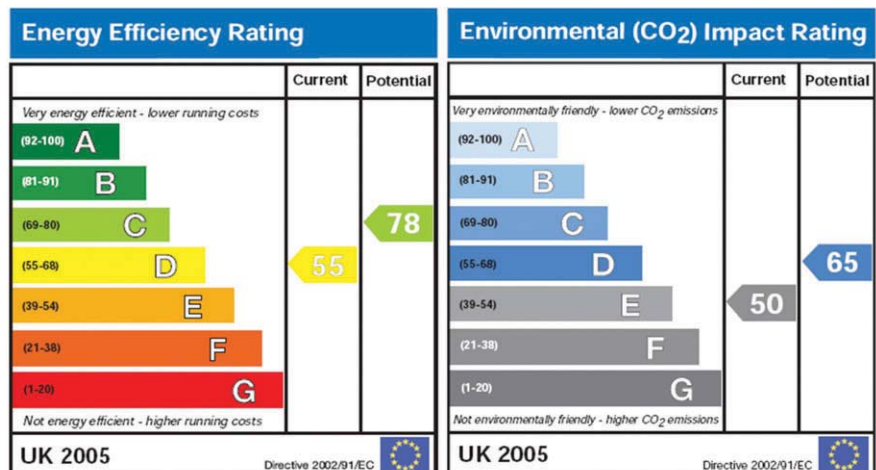 Energy Efficiency Rating
Current Potential
Very energy efficient - lower running costs
(92-100) A
(81-91) B
(69-80) C
78
(55-68) D
55
(39-54) E
(21-38) F
(1-20) G
Not energy efficient - higher running costs
UK 2005
Directive 2002/91/EC
Environmental (CO2) Impact Rating
Current Potential
Very environmentally friendly - lower CO2 emissions
(92-100) A
(81-91) B
(69-80) C
(55-68) D
65
(39-54) E
50
(21-38) F
(1-20) G
Not environmentally friendly - higher CO2 emissions
UK 2005
Directive 2002/91/EC